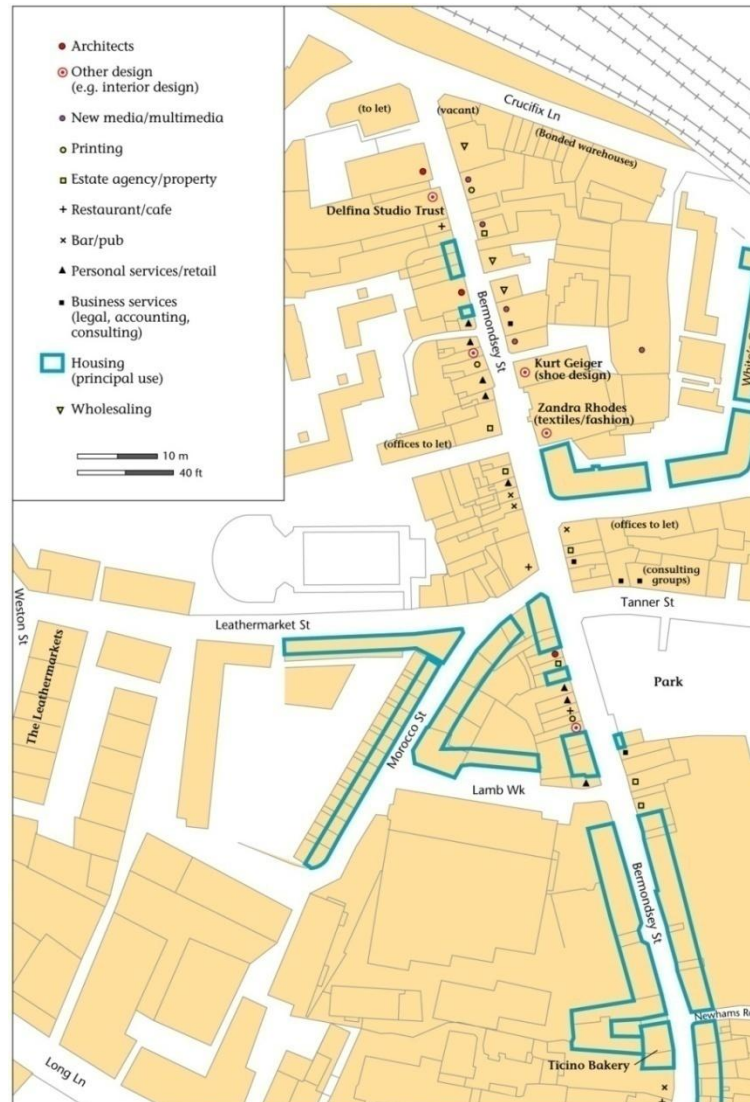 Architects
Other design
(e.g. interior design)
New media/multimedia
Printing
Estate agency/property
Restaurant/cafe
Bar/pub
Personal services/retail
Business services
(legal, accounting,
consulting)
Housing
(principal use)
Wholesaling
10 m
40 ft
(to let)
(vacant)
Crucifix Ln
(Bonded warehouses)
Delfina Studio Trust
Bermondsey St
Kurt Geiger
(shoe design)
Zandra Rhodes
(textiles/fashion)
(offices to let)
(offices to let)
(consulting
groups)
Tanner St
Leathermarket St
Weston St
The Leathermarkets
Park
Morocco St
Lamb Wk
Bermondsey St
Newhams
Ticino Bakery
Long Ln